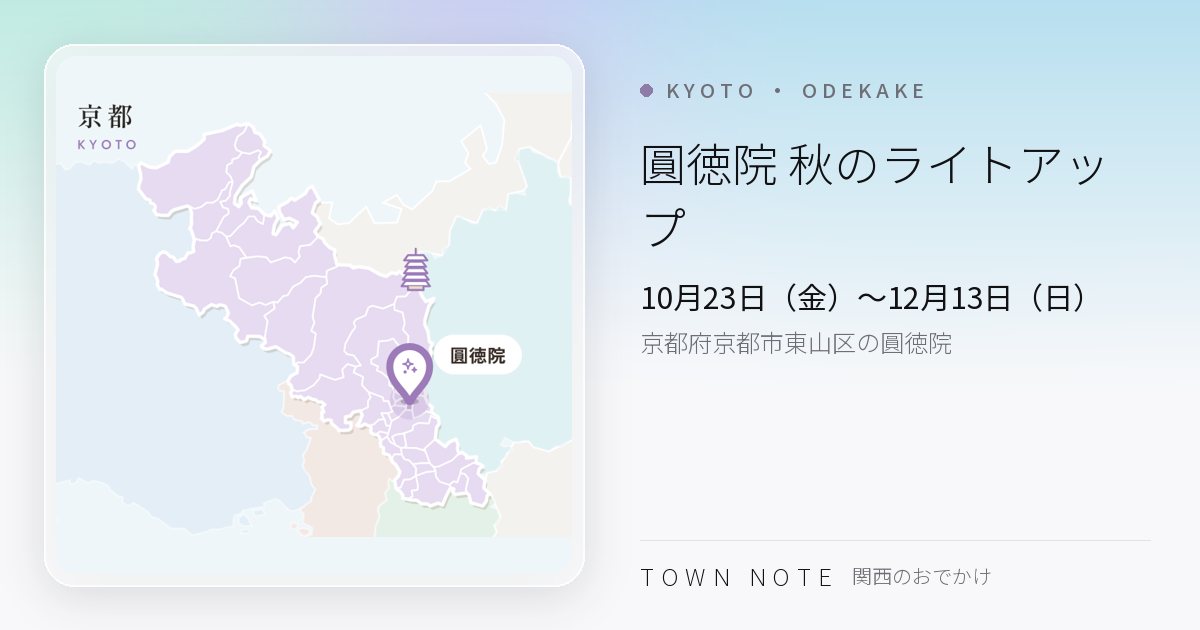 京都
KYOTO
圓徳院
KYOTO • ODEKAKE
圓徳院 秋のライトアッ
プ
10月23日（金）〜12月13日（日）
京都府京都市東山区の圓徳院
TOWN NOTE 関西のおでかけ